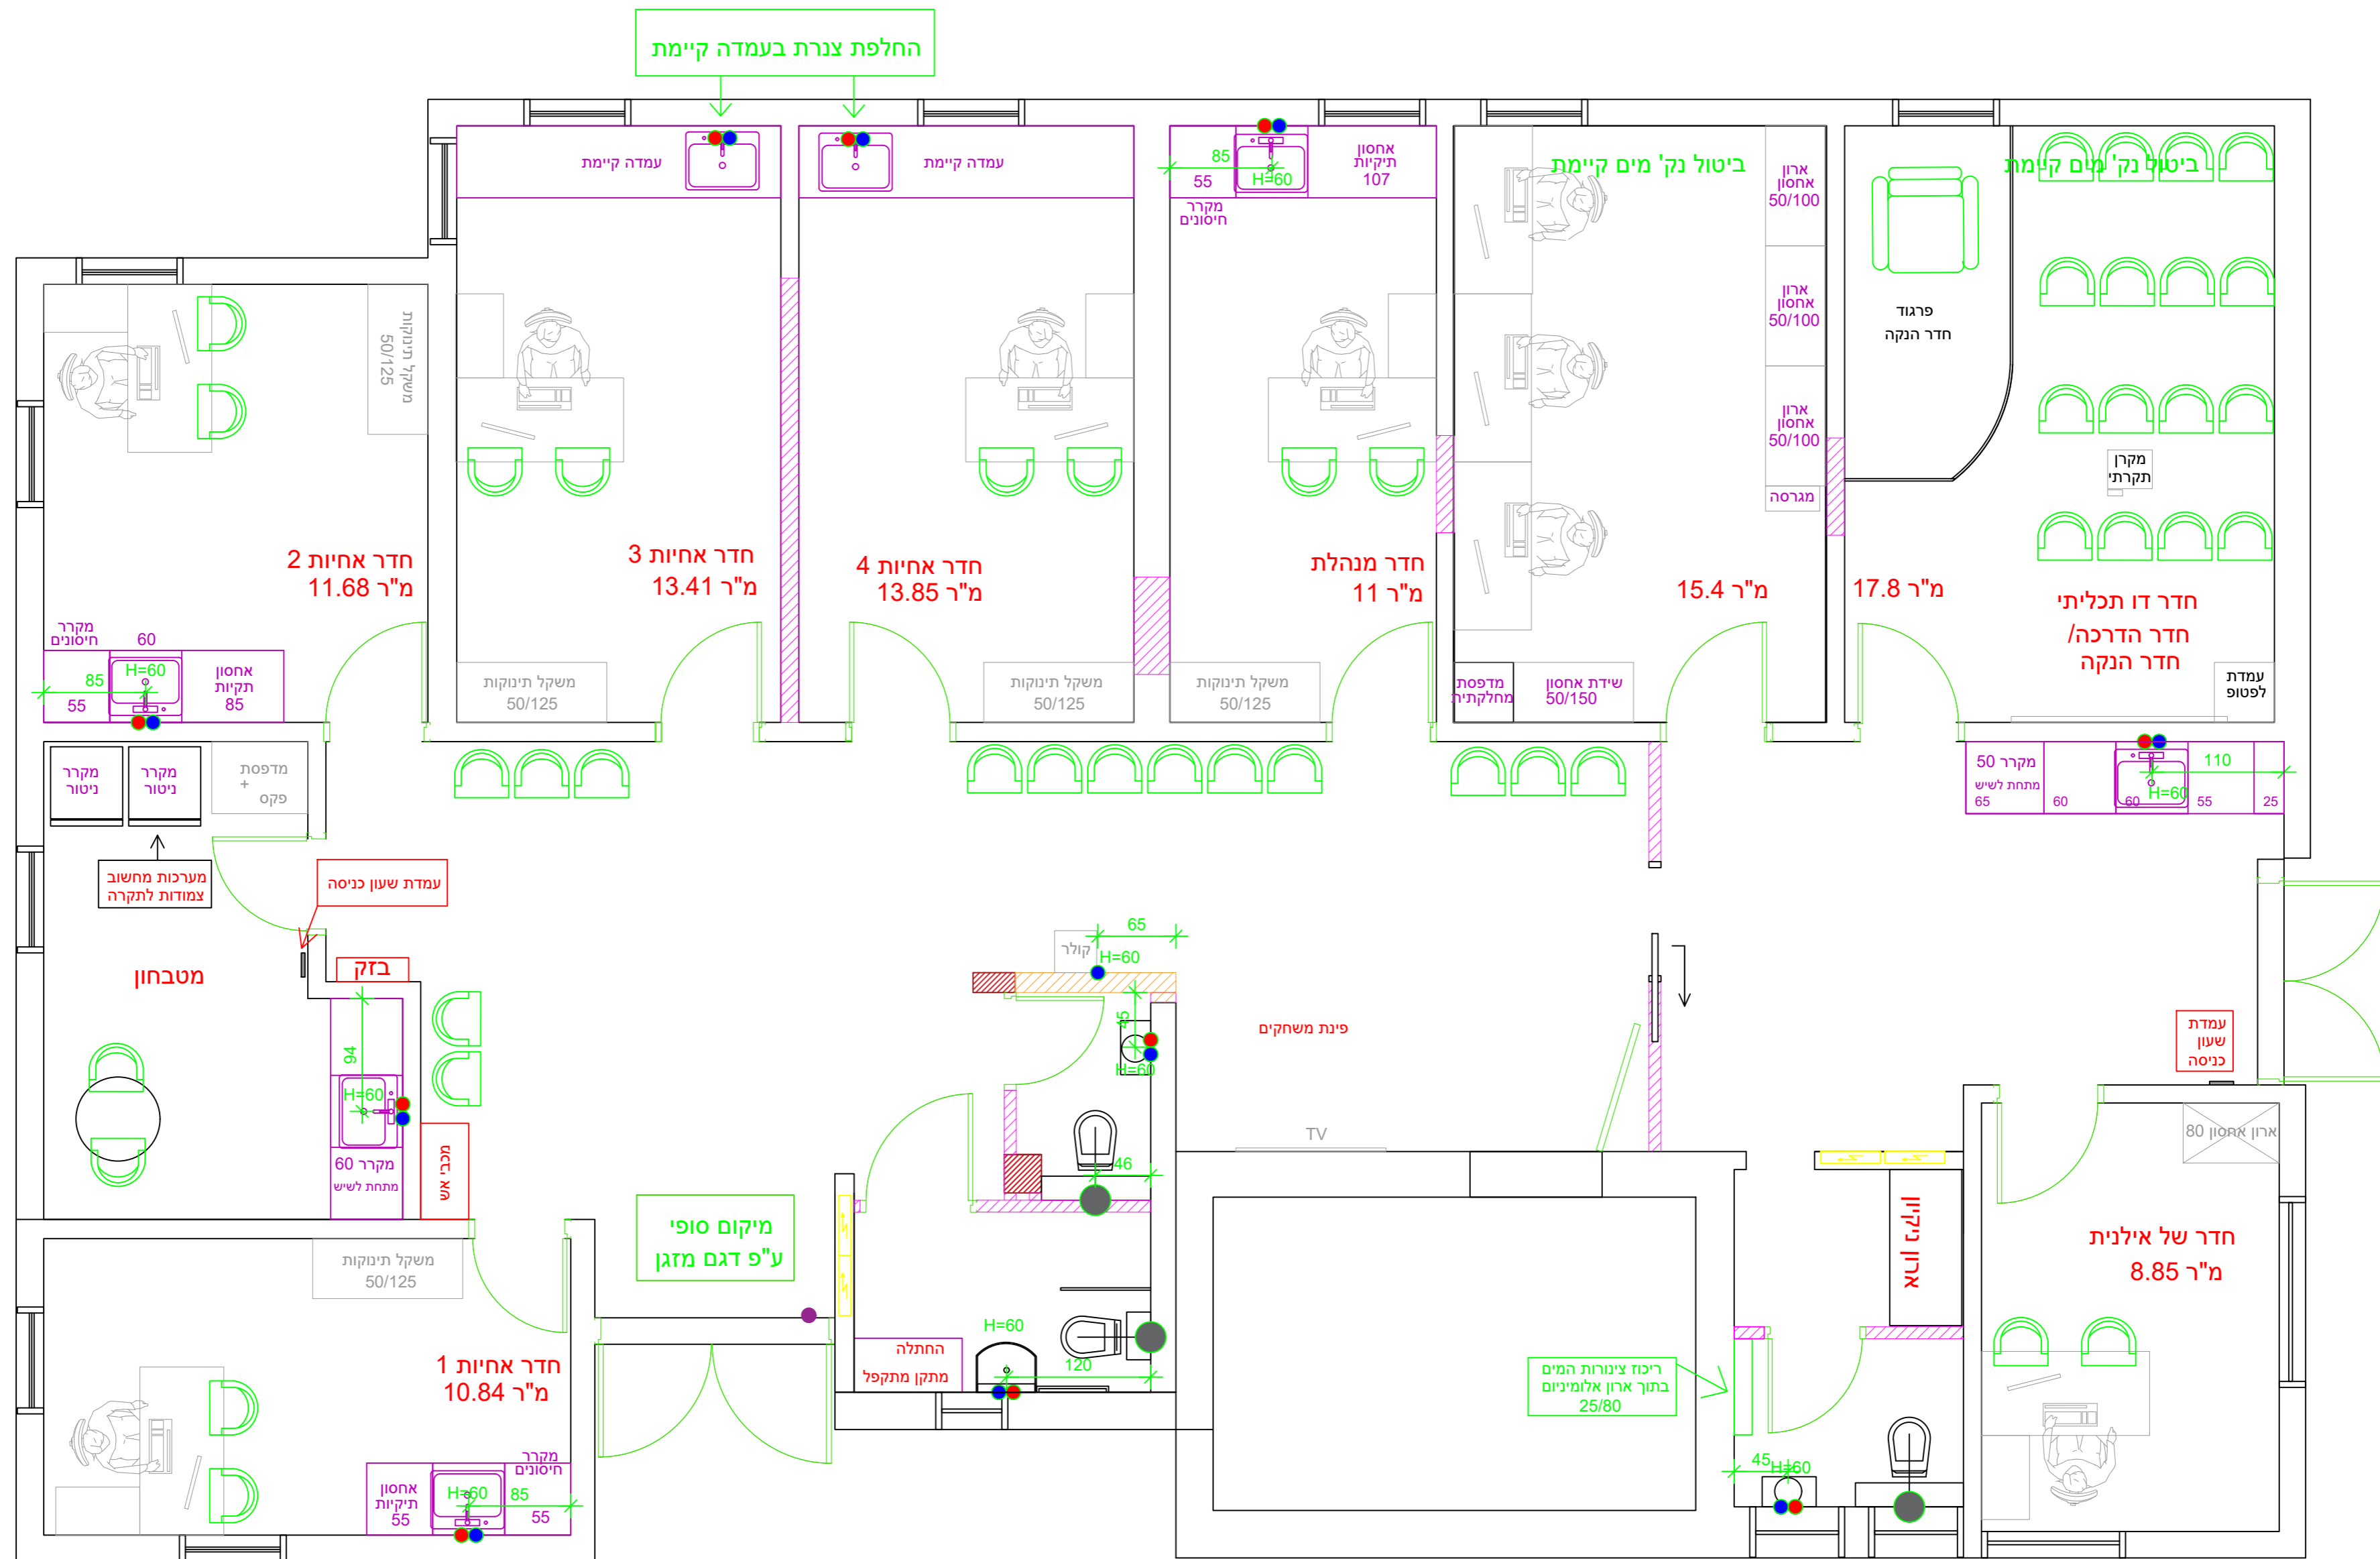 החלפת צנרת בעמדה קיימת
עמדה קיימת
עמדה קיימת
85
55
H=60
אחסון
תיקיות
107
מקרר
חיסונים
ביטול נק' מים קיימת
ארון
אחסון
50/100
ארון
אחסון
50/100
ארון
אחסון
50/100
מגרסה
ביטול נק' מים קיימת
פרגוד
חדר הנקה
מקרן
תקרתי
משקל תינוקות
50/125
חדר אחיות 2
11.68 מ"ר
חדר אחיות 3
13.41 מ"ר
חדר אחיות 4
13.85 מ"ר
חדר מנהלת
11 מ"ר
15.4 מ"ר
17.8 מ"ר
חדר דו תכליתי
חדר הדרכה/
חדר הנקה
מקרר
חיסונים
60
85
55
H=60
אחסון
תקיות
85
משקל תינוקות
50/125
משקל תינוקות
50/125
משקל תינוקות
50/125
מדפסת
מחלקתית
שידת אחסון
50/150
עמדת
לפטופ
מקרר
ניטור
מקרר
ניטור
מדפסת
+
פקס
מערכות מחשוב
צמודות לתקרה
עמדת שעון כניסה
מקרר 50
מתחת לשיש
65
60
60
55
25
H=60
110
מטבחון
בזק
קולר
65
H=60
45
H=60
פינת משחקים
עמדת
שעון
כניסה
94
H=60
מקרר 60
מתחת לשיש
מכבי אש
46
TV
ארון אחסון 80
משקל תינוקות
50/125
מיקום סופי
ע"פ דגם מזגן
ארון ניקיון
חדר של אילנית
8.85 מ"ר
חדר אחיות 1
10.84 מ"ר
החתלה
מתקן מתקפל
H=60
120
ריכוז צינורות המים
בתוך ארון אלומיניום
25/80
45
H=60
מקרר
חיסונים
אחסון
תיקיות
55
H=60
85
55